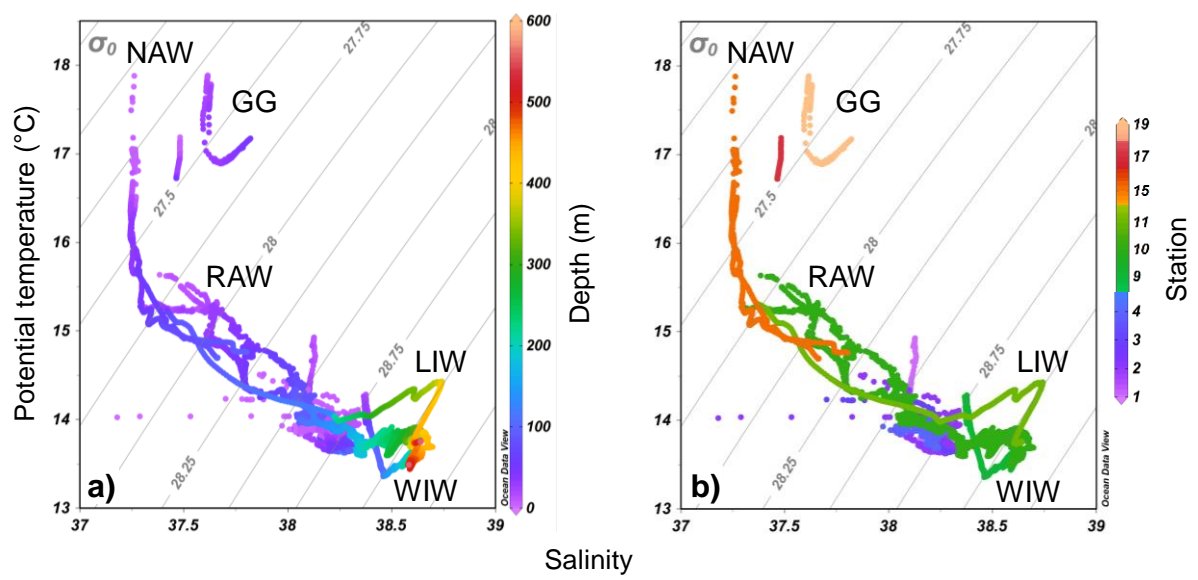 σ0
NAW
GG
RAW
LIW
WIW
27.75
28
27.5
28
28.75
28.25
a)
18
17
16
15
14
13
37
37.5
38
38.5
39
Potential temperature (°C)
Ocean Data View
600
500
400
300
200
100
0
Depth (m)
σ0
NAW
GG
RAW
LIW
WIW
27.75
28
27.5
28
28.75
28.25
b)
18
17
16
15
14
13
37
37.5
38
38.5
39
Ocean Data View
19
17
15
11
10
9
4
3
2
1
Station
Salinity